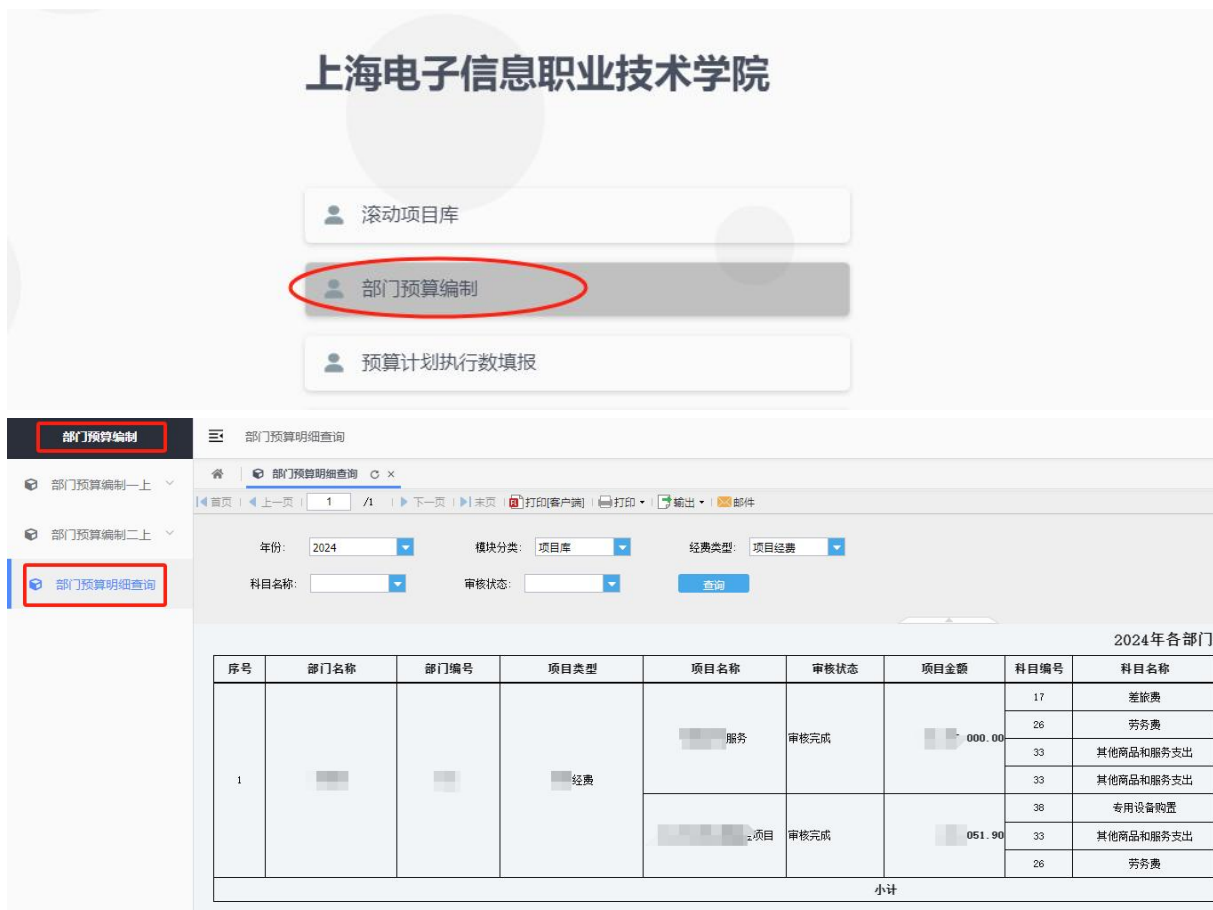 上海电子信息职业技术学院
滚动项目库
部门预算编制
预算计划执行数填报
部门预算编制
部门预算明细查询
部门预算编制一上
部门预算明细查询
首页 上一页 1 /1 下一页 末页 打印[客户端] 打印 输出 邮件
部门预算编制二上
年份: 2024 模块分类: 项目库 经费类型: 项目经费
部门预算明细查询
科目名称: 审核状态: 查询
2024年各部门
序号 部门名称 部门编号 项目类型 项目名称 审核状态 项目金额 科目编号 科目名称
17 差旅费
服务 审核完成 000.00 26 劳务费
33 其他商品和服务支出
1 经费 33 其他商品和服务支出
38 专用设备购置
项目 审核完成 051.90 33 其他商品和服务支出
26 劳务费
小计